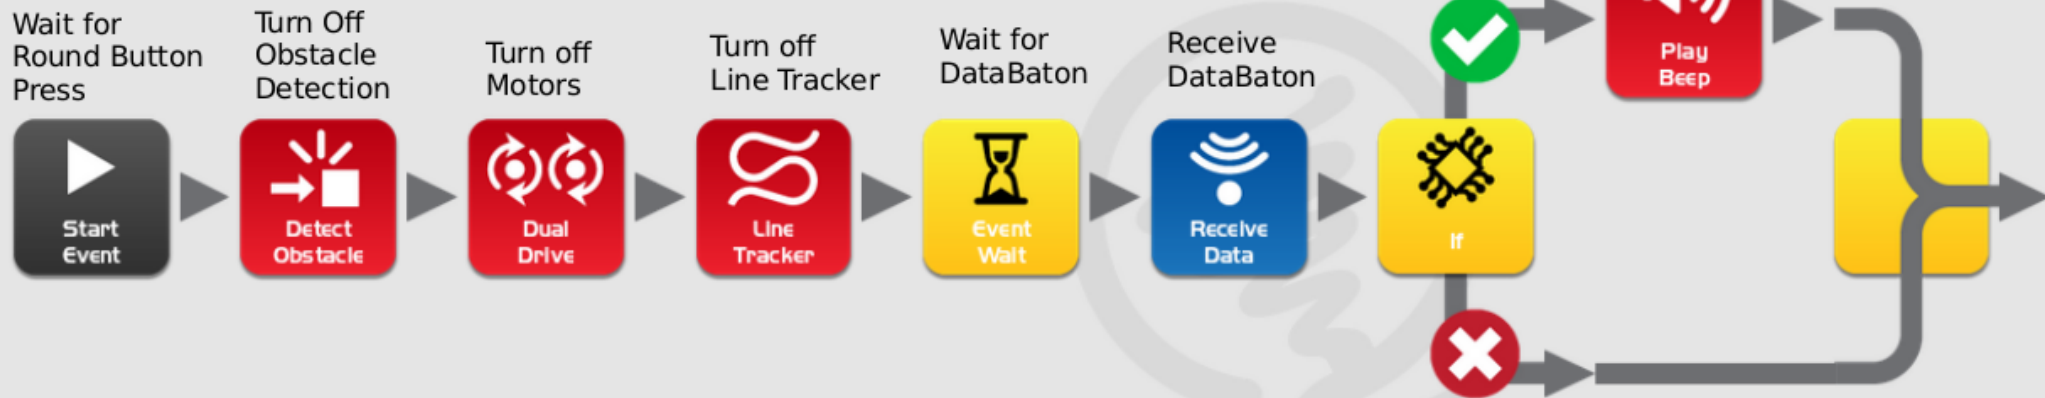 Wait for
Round Button
Press
Turn Off
Obstacle
Detection
Turn off
Motors
Turn off
Line Tracker
Wait for
DataBaton
Receive
DataBaton
Play
Beep
Start
Event
Detect
Obstacle
Dual
Drive
Line
Tracker
Event
Wait
Receive
Data
If